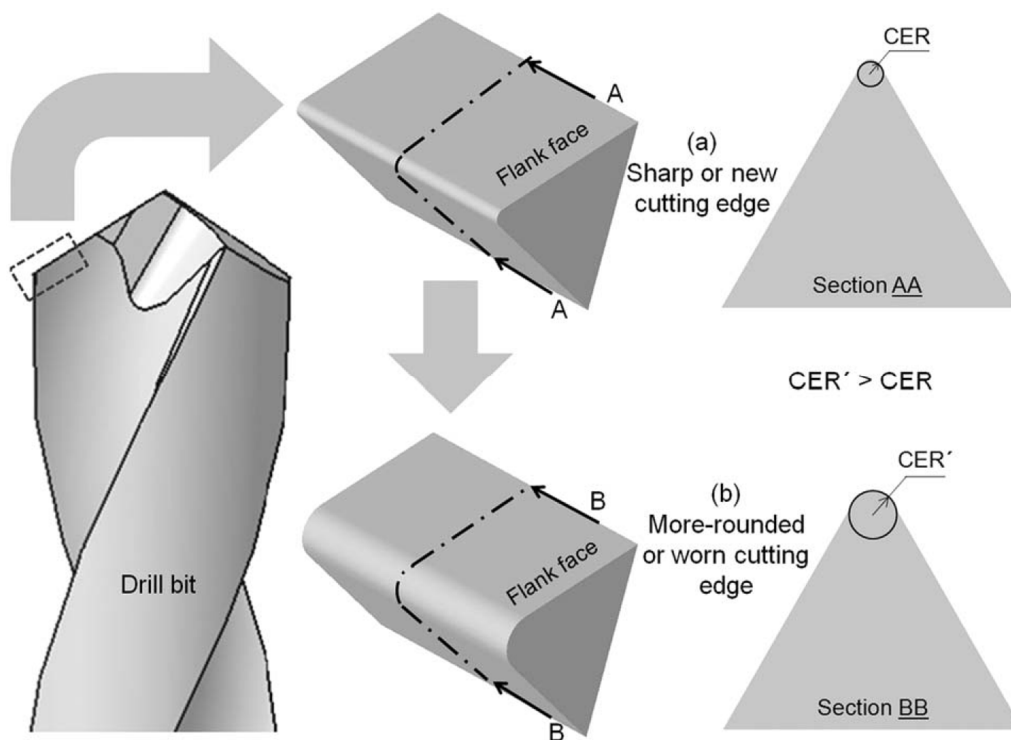 CER
A
Flank face
(a)
Sharp or new
cutting edge
A
Section AA
CER´ > CER
Drill bit
B
Flank face
(b)
More-rounded
or worn cutting
edge
B
CER´
Section BB